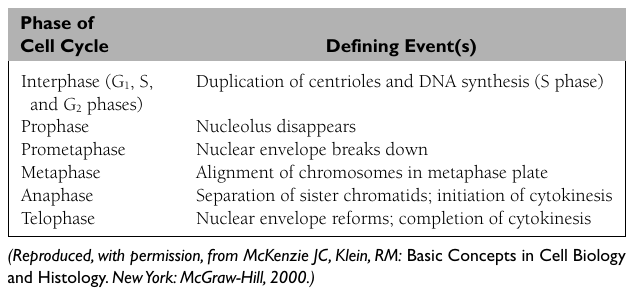 Phase of
Cell Cycle Defining Event(s)
Interphase (G₁, S, Duplication of centrioles and DNA synthesis (S phase)
and G₂ phases)
Prophase Nucleolus disappears
Prometaphase Nuclear envelope breaks down
Metaphase Alignment of chromosomes in metaphase plate
Anaphase Separation of sister chromatids; initiation of cytokinesis
Telophase Nuclear envelope reforms; completion of cytokinesis
(Reproduced, with permission, from McKenzie JC, Klein, RM: Basic Concepts in Cell Biology
and Histology. New York: McGraw-Hill, 2000.)